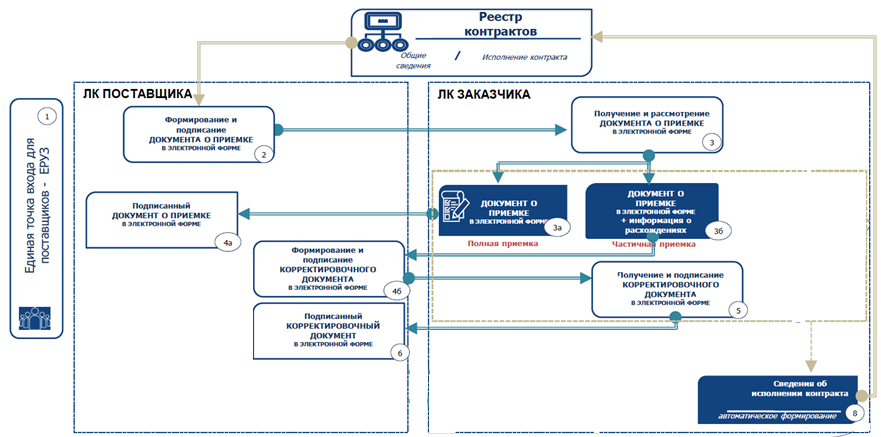 Реестр
контрактов
Общие
сведения
/
Исполнение контракта
ЛК ПОСТАВЩИКА
ЛК ЗАКАЗЧИКА
1
Единая точка входа для
поставщиков - ЕРУЗ
Формирование и
подписание
ДОКУМЕНТА О ПРИЕМКЕ
В ЭЛЕКТРОННОЙ ФОРМЕ
2
Получение и рассмотрение
ДОКУМЕНТА О ПРИЕМКЕ
В ЭЛЕКТРОННОЙ ФОРМЕ
3
Подписанный
ДОКУМЕНТ О ПРИЕМКЕ
В ЭЛЕКТРОННОЙ ФОРМЕ
4а
ДОКУМЕНТ О
ПРИЕМКЕ
В ЭЛЕКТРОННОЙ ФОРМЕ
3а
Полная приемка
ДОКУМЕНТ О
ПРИЕМКЕ
В ЭЛЕКТРОННОЙ ФОРМЕ
+ информация о
расхождениях
3б
Частичная приемка
Формирование и
подписание
КОРРЕКТИРОВОЧНОГО
ДОКУМЕНТА
В ЭЛЕКТРОННОЙ ФОРМЕ
4б
Получение и подписание
КОРРЕКТИРОВОЧНОГО
ДОКУМЕНТА
В ЭЛЕКТРОННОЙ ФОРМЕ
5
Подписанный
КОРРЕКТИРОВОЧНЫЙ
ДОКУМЕНТ
В ЭЛЕКТРОННОЙ ФОРМЕ
6
Сведения об
исполнении контракта
автоматическое формирование
8